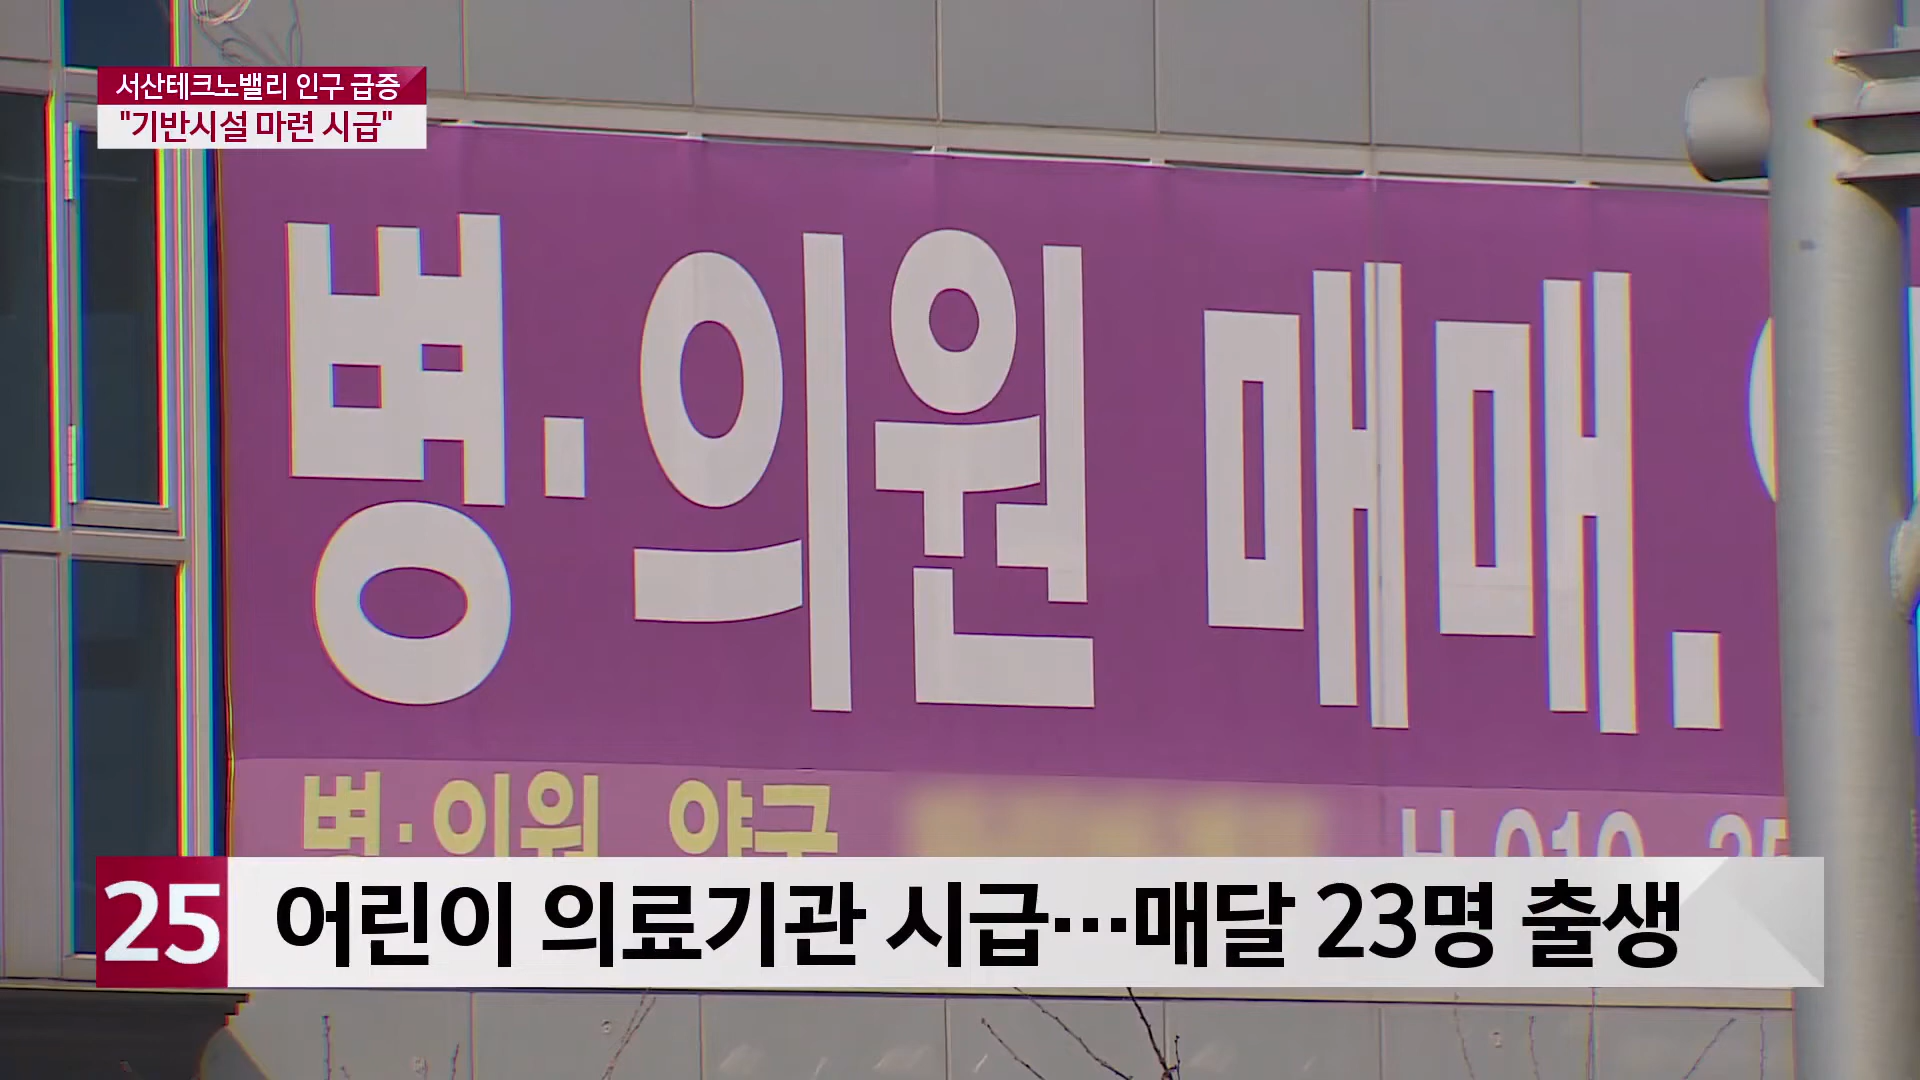 서산테크노밸리 인구 급증
"기반시설 마련 시급"
병·의원 매매.
병·의원 약국
H 010
25 어린이 의료기관 시급…매달 23명 출생